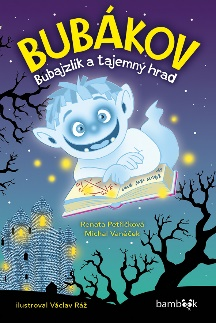 BUBÁKOV
Bubajzlík a tajemný hrad
Renata Petříčková
Michal Vaněček
ilustroval Václav Ráž
bambook